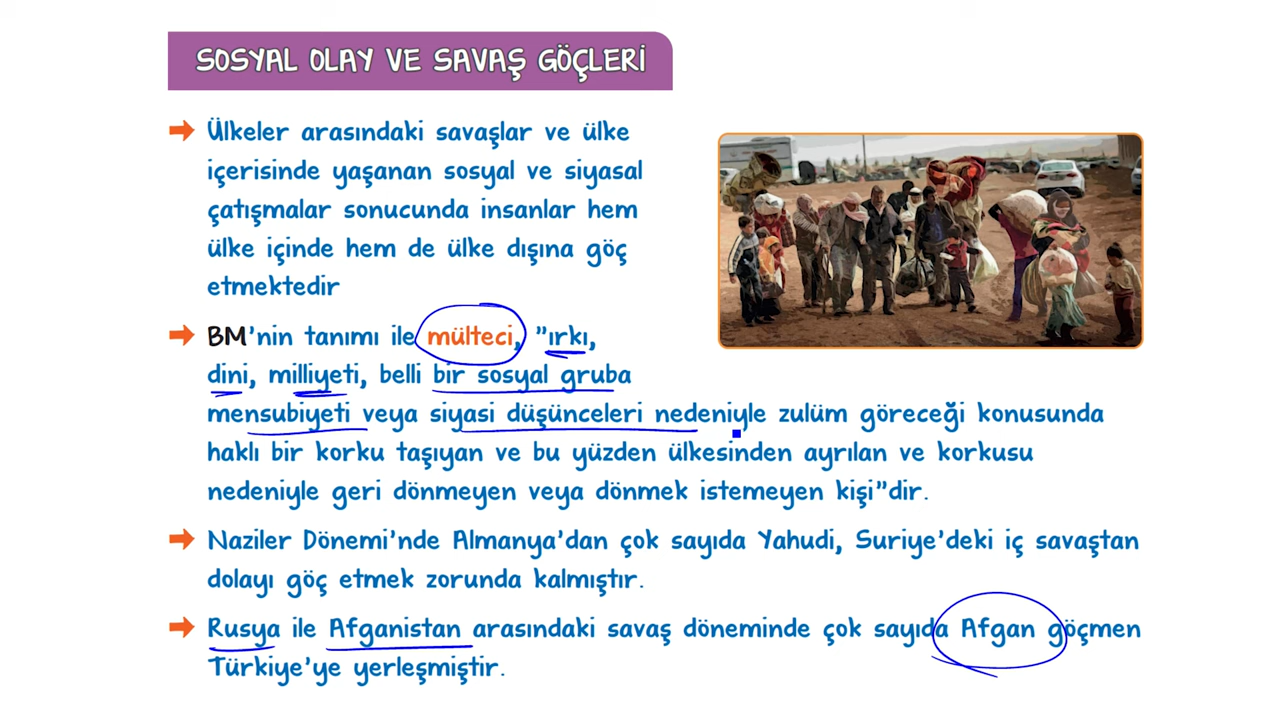 SOSYAL OLAY VE SAVAŞ GÖÇLERİ
Ülkeler arasındaki savaşlar ve ülke
içerisinde yaşanan sosyal ve siyasal
çatışmalar sonucunda insanlar hem
ülke içinde hem de ülke dışına göç
etmektedir
BM'nin tanımı ile mülteci, "ırkı,
dini, milliyeti, belli bir sosyal gruba
mensubiyeti veya siyasi düşünceleri nedeniyle zulüm göreceği konusunda
haklı bir korku taşıyan ve bu yüzden ülkesinden ayrılan ve korkusu
nedeniyle geri dönmeyen veya dönmek istemeyen kişi"dir.
Naziler Dönemi'nde Almanya'dan çok sayıda Yahudi, Suriye'deki iç savaştan
dolayı göç etmek zorunda kalmıştır.
Rusya ile Afganistan arasındaki savaş döneminde çok sayıda Afgan göçmen
Türkiye'ye yerleşmiştir.